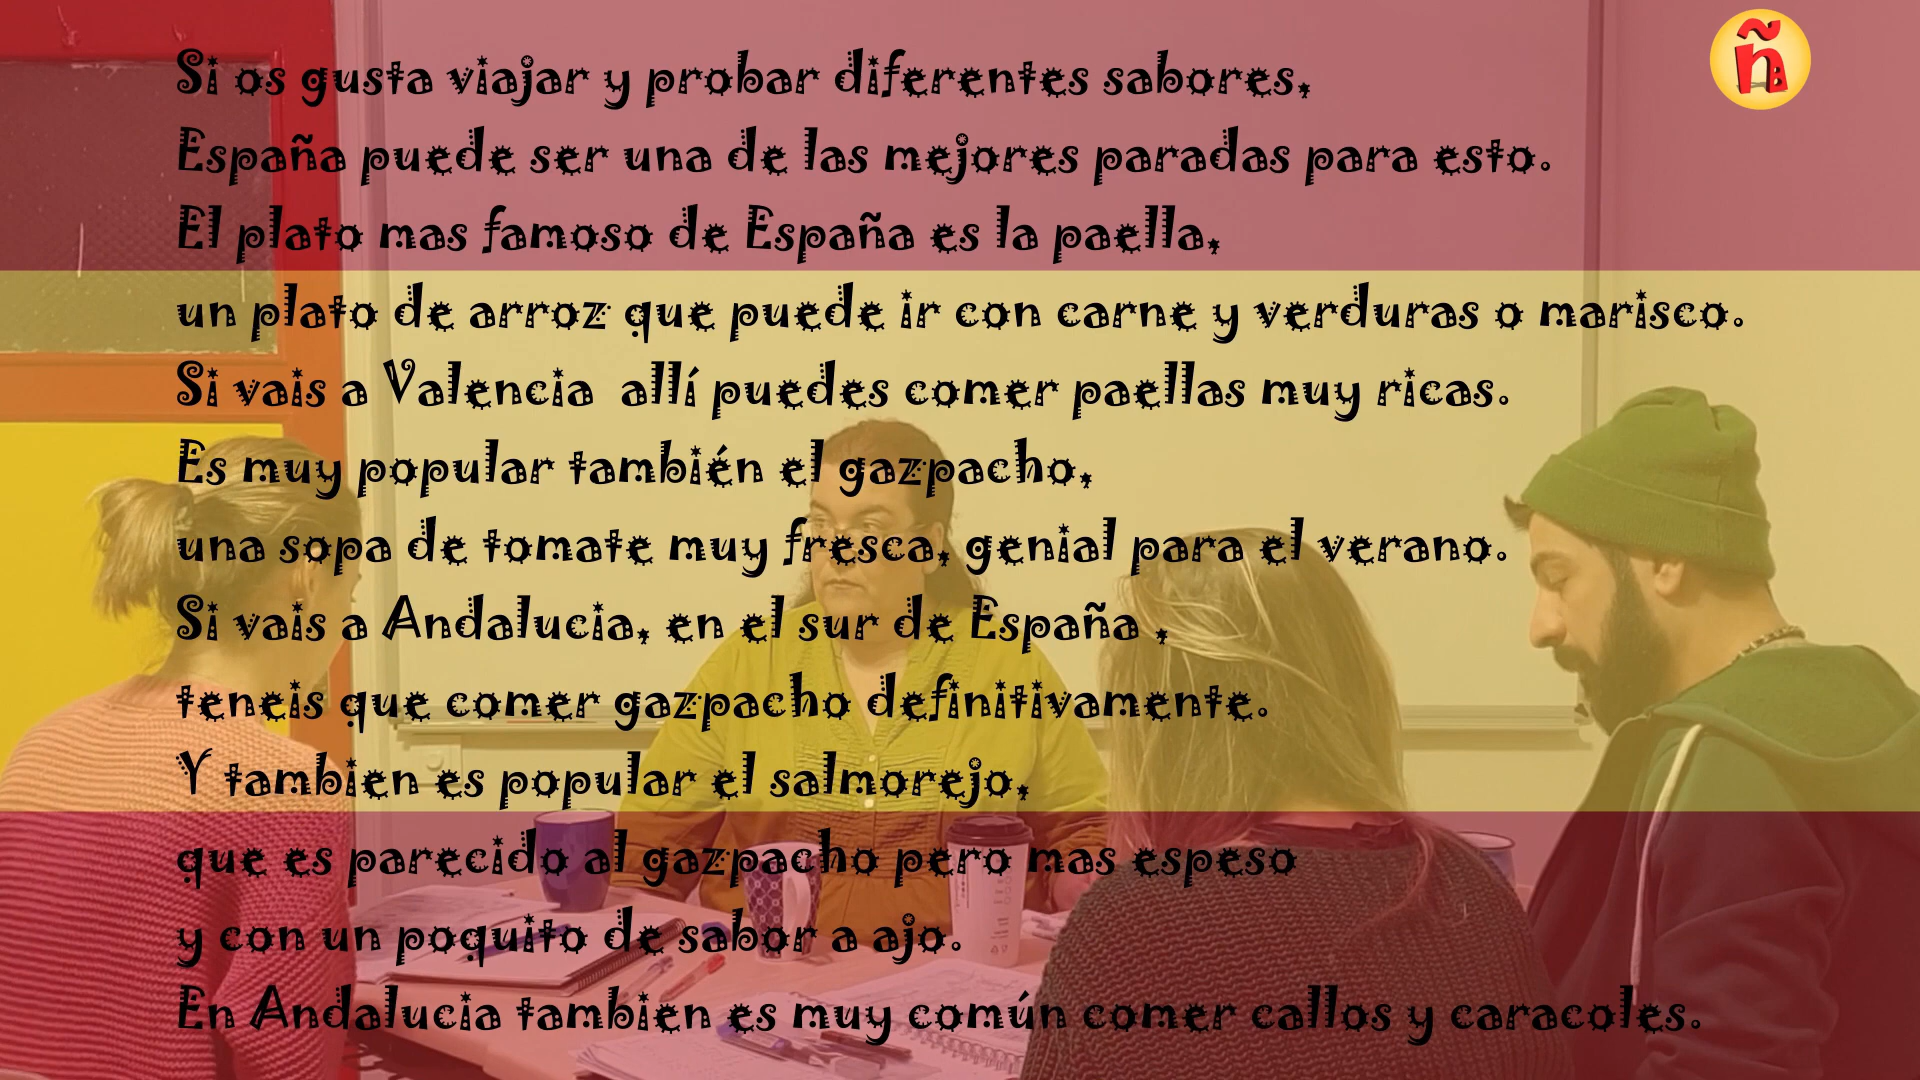 Si os gusta viajar y probar diferentes sabores,
España puede ser una de las mejores paradas para esto.
El plato mas famoso de España es la paella,
un plato de arroz que puede ir con carne y verduras o marisco.
Si vais a Valencia allí puedes comer paellas muy ricas.
Es muy popular también el gazpacho,
una sopa de tomate muy fresca, genial para el verano.
Si vais a Andalucia, en el sur de España ,
teneis que comer gazpacho definitivamente.
Y tambien es popular el salmorejo,
que es parecido al gazpacho pero mas espeso
y con un poquito de sabor a ajo.
En Andalucia tambien es muy común comer callos y caracoles.
ñ